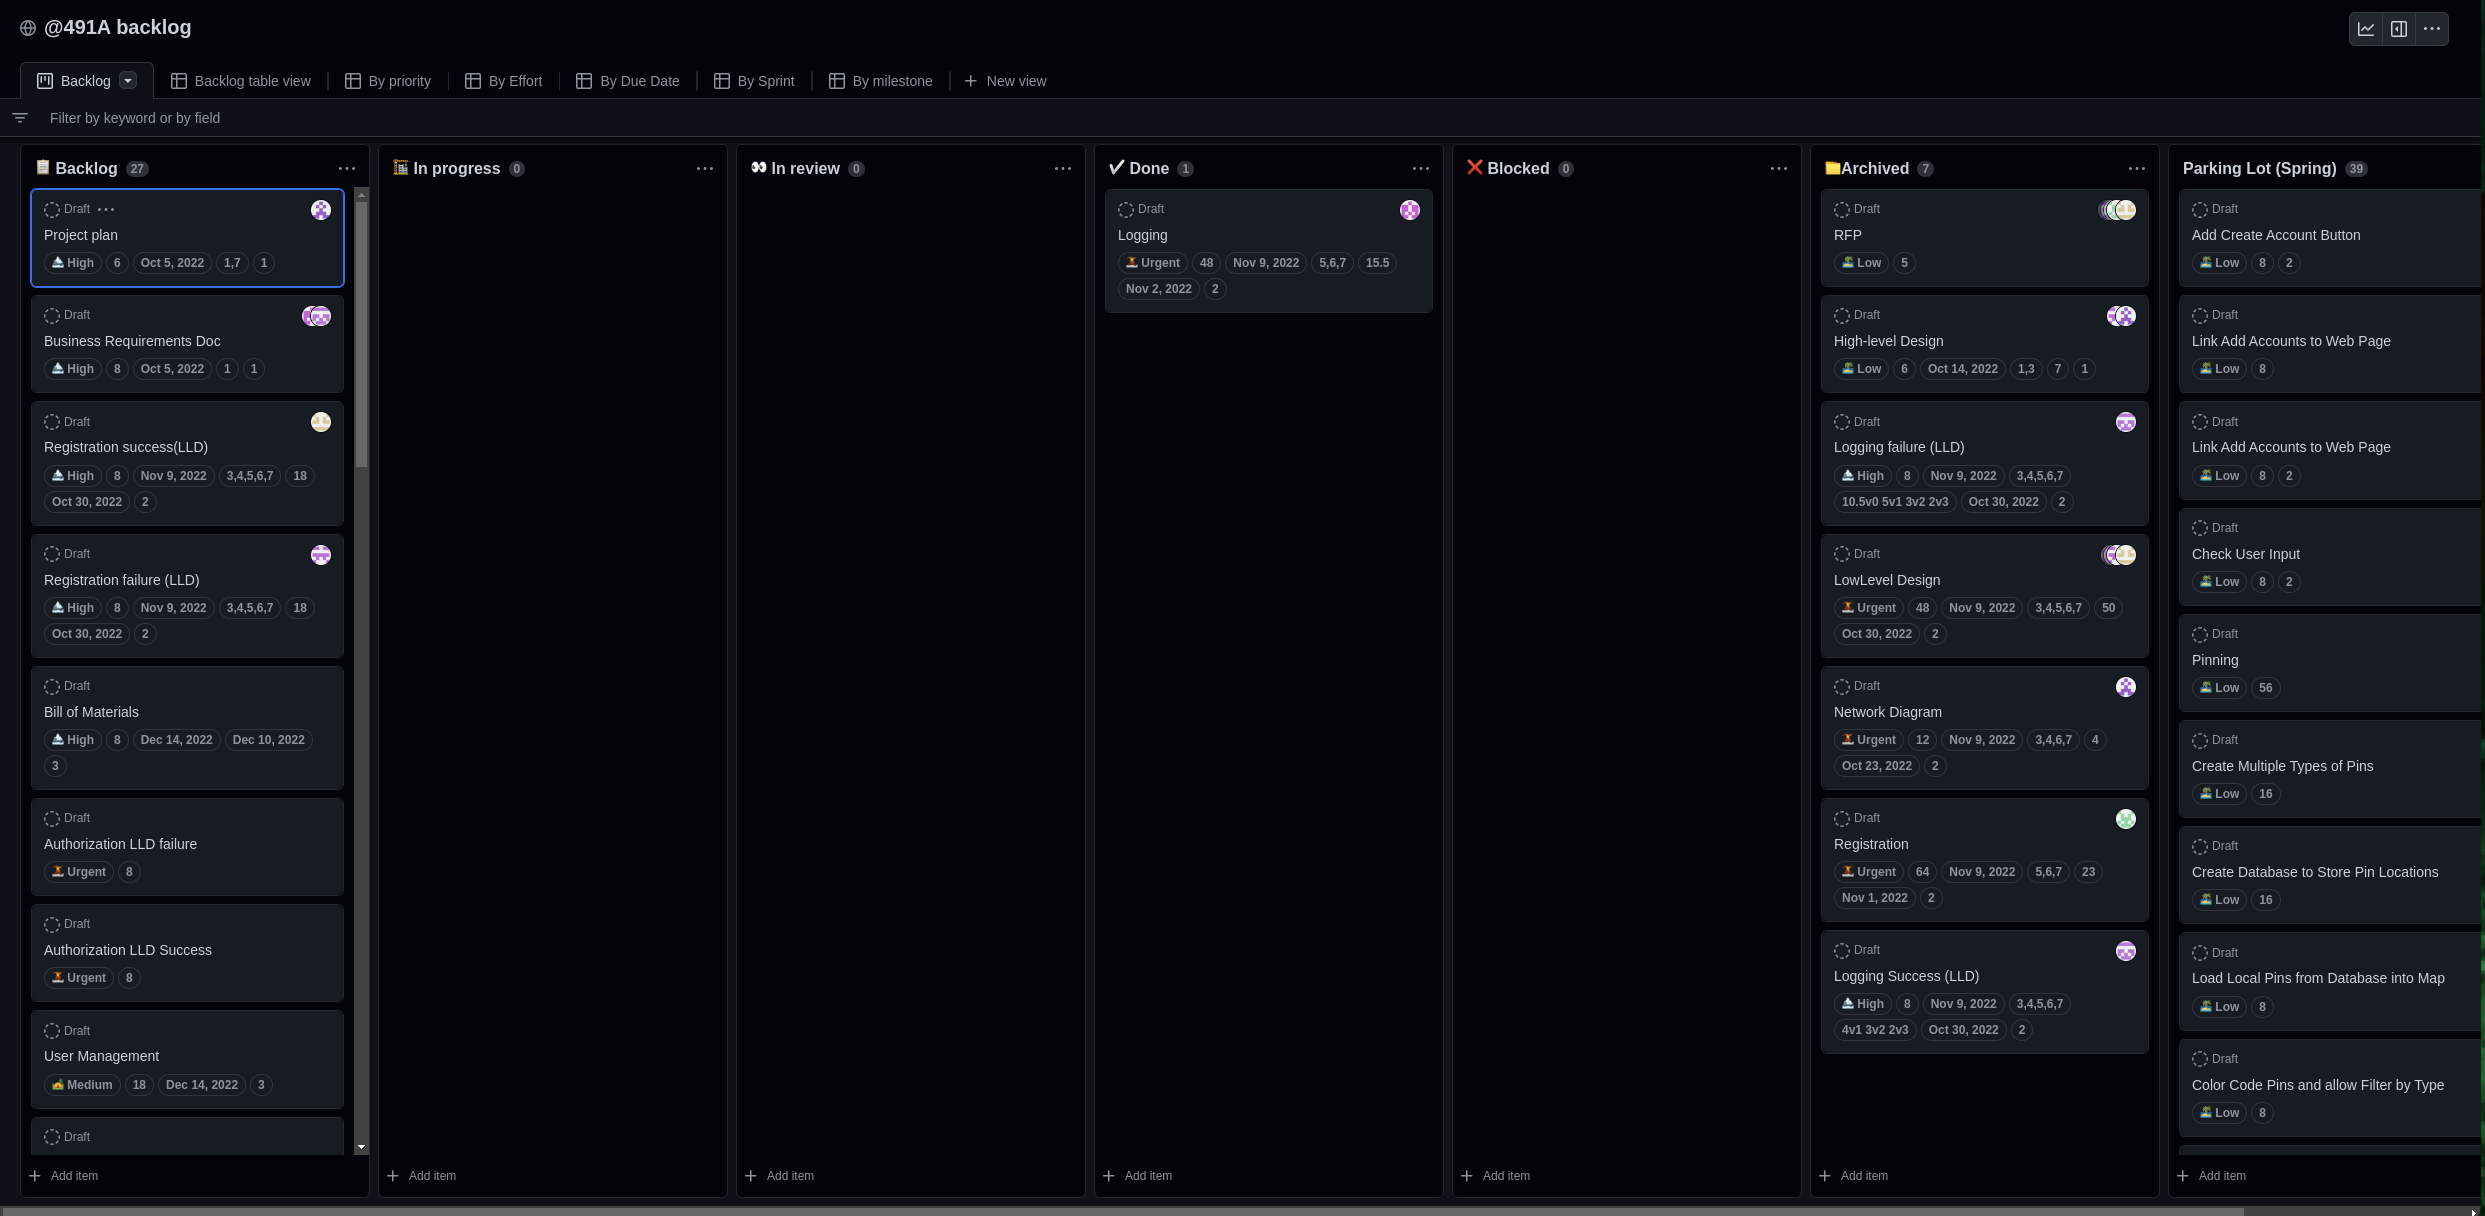 @491A backlog
Backlog
Backlog table view
By priority
By Effort
By Due Date
By Sprint
By milestone
New view
Filter by keyword or by field
Backlog 27
Draft
Project plan
High 6 Oct 5, 2022 1,7 1
Draft
Business Requirements Doc
High 8 Oct 5, 2022 1 1
Draft
Registration success(LLD)
High 8 Nov 9, 2022 3,4,5,6,7 18
Oct 30, 2022 2
Draft
Registration failure (LLD)
High 8 Nov 9, 2022 3,4,5,6,7 18
Oct 30, 2022 2
Draft
Bill of Materials
High 8 Dec 14, 2022 Dec 10, 2022
3
Draft
Authorization LLD failure
Urgent 8
Draft
Authorization LLD Success
Urgent 8
Draft
User Management
Medium 18 Dec 14, 2022 3
Draft
Add item
In progress 0
Add item
In review 0
Add item
Done 1
Draft
Logging
Urgent 48 Nov 9, 2022 5,6,7 15.5
Nov 2, 2022 2
Add item
Blocked 0
Add item
Archived 7
Draft
RFP
Low 5
Draft
High-level Design
Low 6 Oct 14, 2022 1,3 7 1
Draft
Logging failure (LLD)
High 8 Nov 9, 2022 3,4,5,6,7
10.5v0 5v1 3v2 2v3 Oct 30, 2022 2
Draft
LowLevel Design
Urgent 48 Nov 9, 2022 3,4,5,6,7 50
Oct 30, 2022 2
Draft
Network Diagram
Urgent 12 Nov 9, 2022 3,4,6,7 4
Oct 23, 2022 2
Draft
Registration
Urgent 64 Nov 9, 2022 5,6,7 23
Nov 1, 2022 2
Draft
Logging Success (LLD)
High 8 Nov 9, 2022 3,4,5,6,7
4v1 3v2 2v3 Oct 30, 2022 2
Add item
Parking Lot (Spring) 39
Draft
Add Create Account Button
Low 8 2
Draft
Link Add Accounts to Web Page
Low 8
Draft
Link Add Accounts to Web Page
Low 8 2
Draft
Check User Input
Low 8 2
Draft
Pinning
Low 56
Draft
Create Multiple Types of Pins
Low 16
Draft
Create Database to Store Pin Locations
Low 16
Draft
Load Local Pins from Database into Map
Low 8
Draft
Color Code Pins and allow Filter by Type
Low 8
Add item